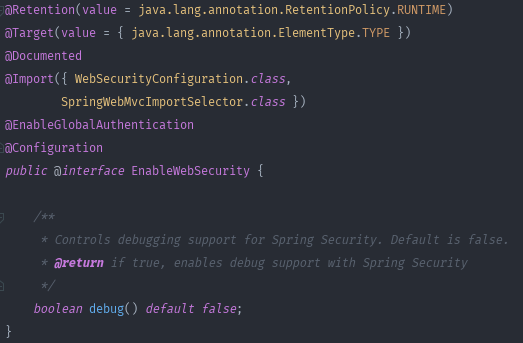 @Retention(value = java.lang.annotation.RetentionPolicy.RUNTIME)
@Target(value = { java.lang.annotation.ElementType.TYPE })
@Documented
@Import({ WebSecurityConfiguration.class,
        SpringWebMvcImportSelector.class })
@EnableGlobalAuthentication
@Configuration
public @interface EnableWebSecurity {
    /**
     * Controls debugging support for Spring Security. Default is false.
     * @return if true, enables debug support with Spring Security
     */
    boolean debug() default false;
}